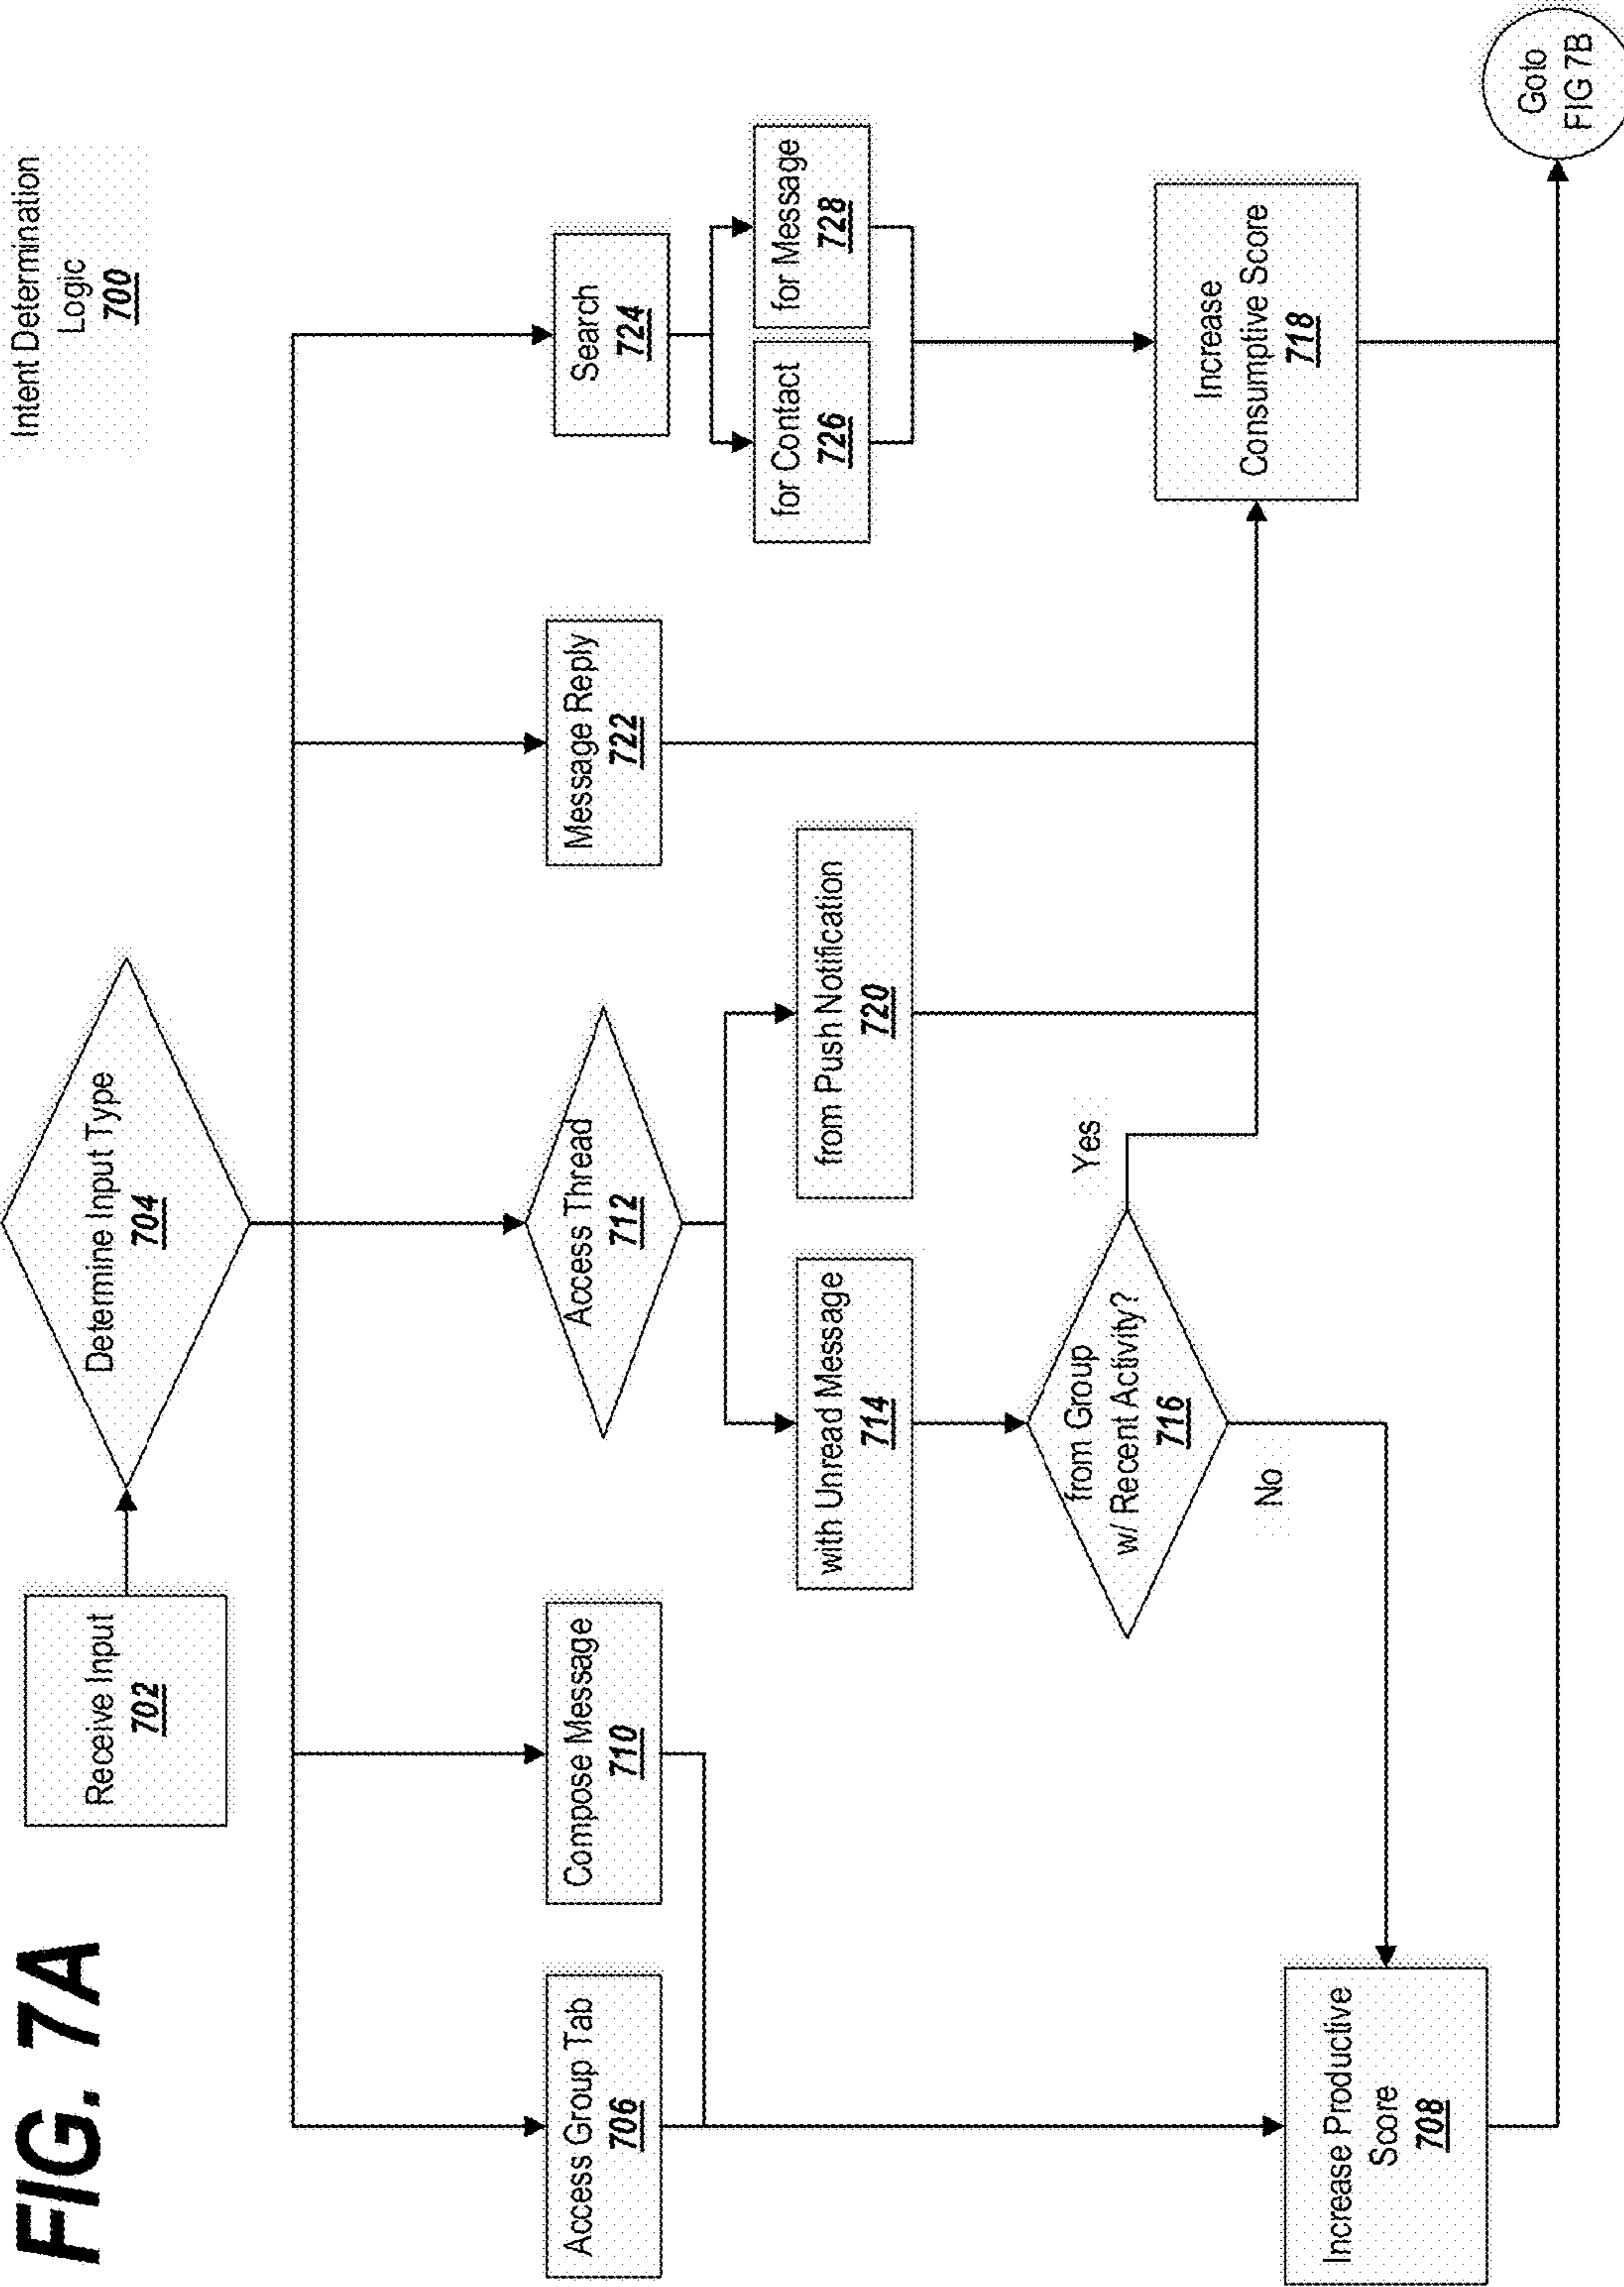 FIG. 7A
Intent Determination
Logic
700
Receive Input
702
Determine Input Type
704
Access Group Tab
706
Compose Message
710
Access Thread
712
Message Reply
722
Search
724
for Contact
726
for Message
728
with Unread Message
714
from Push Notification
720
from Group
w/ Recent Activity?
716
Yes
No
Increase
Consumptive Score
718
Increase Productive
Score
708
Goto
FIG 7B